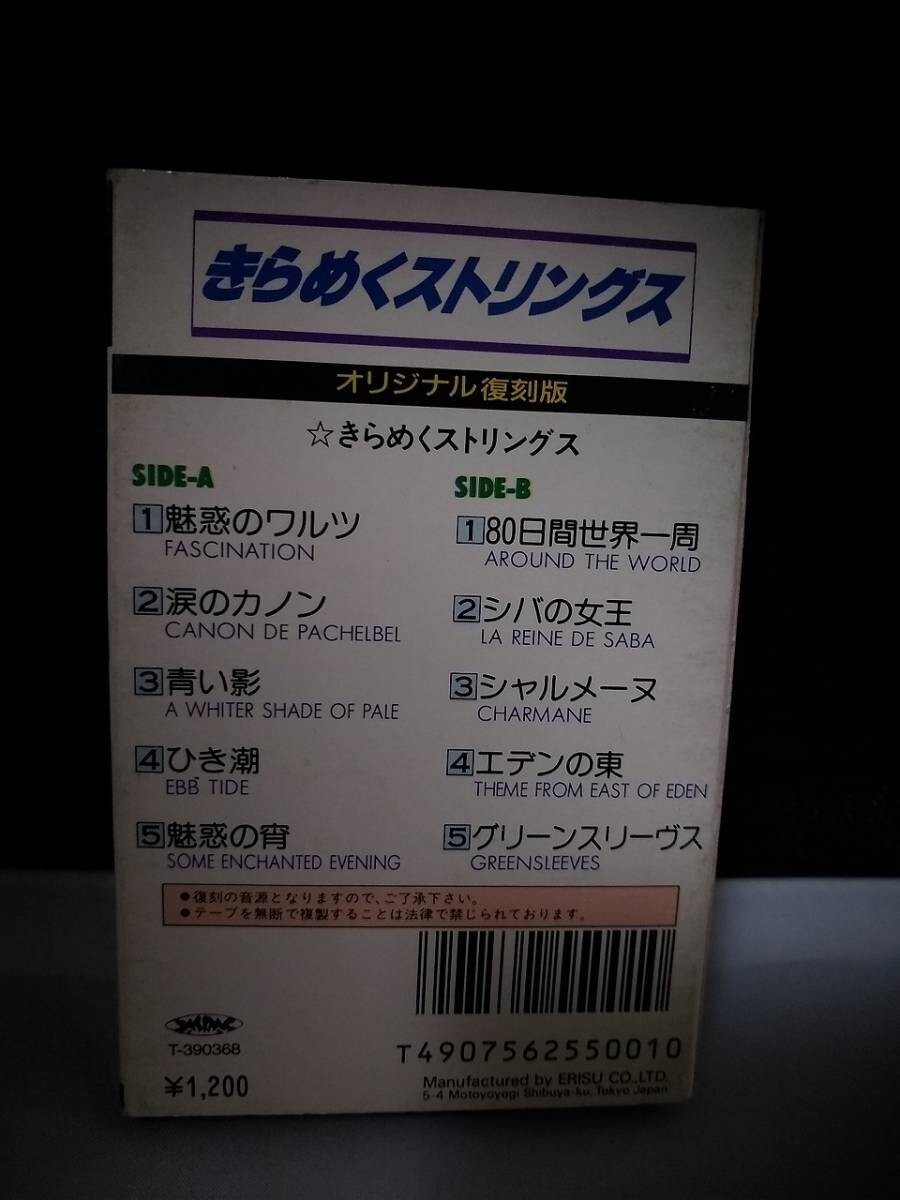 きらめくストリングス
オリジナル復刻版
☆きらめくストリングス
SIDE-A
1 魅惑のワルツ
FASCINATION
2 涙のカノン
CANON DE PACHELBEL
3 青い影
A WHITER SHADE OF PALE
4 ひき潮
EBB TIDE
5 魅惑の宵
SOME ENCHANTED EVENING
SIDE-B
1 80日間世界一周
AROUND THE WORLD
2 シバの女王
LA REINE DE SABA
3 シャルメーヌ
CHARMANE
4 エデンの東
THEME FROM EAST OF EDEN
5 グリーンスリーヴス
GREENSLEEVES
●復刻の音源となりますので、ご了承下さい。
●テープを無断で複製することは法律で禁じられております。
JASRAC
T-390368
¥1,200
T4907562550010
Manufactured by ERISU CO.,LTD.
5-4 Motoyoyogi Shibuya-ku, Tokyo Japan